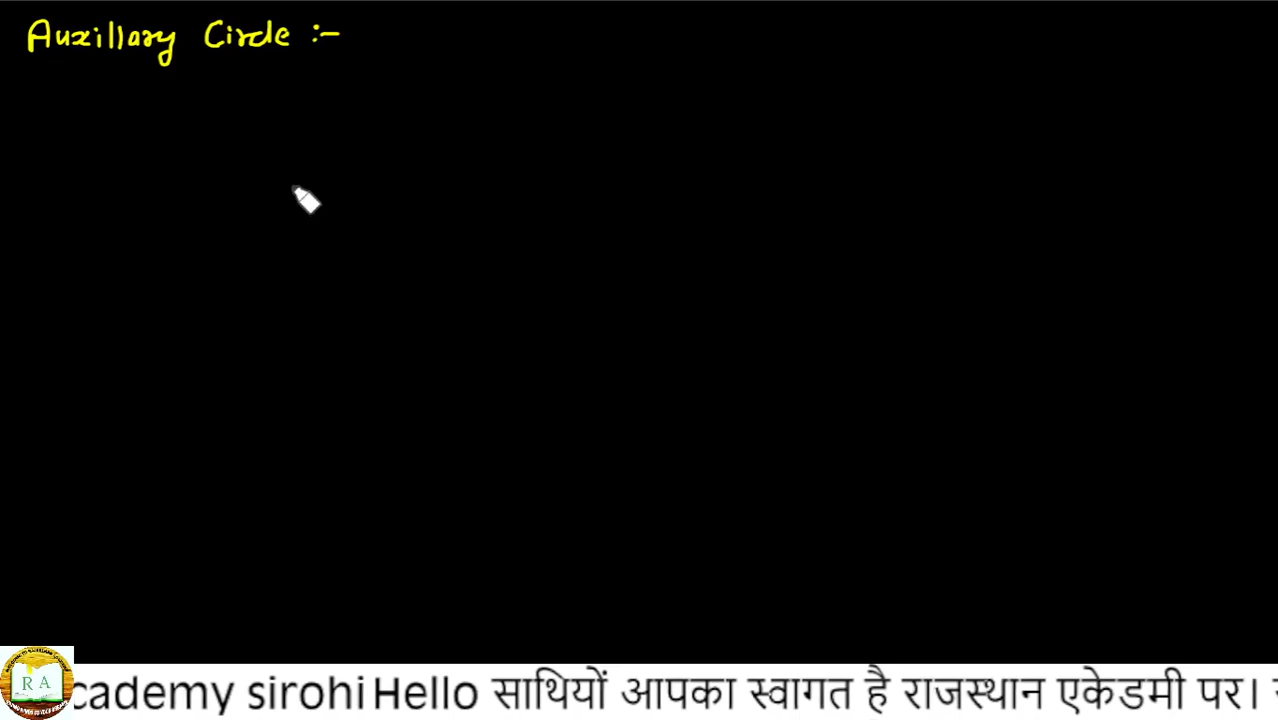 Auxillary Circle :-
R A
cademy sirohi Hello साथियों आपका स्वागत है राजस्थान एकेडमी पर।